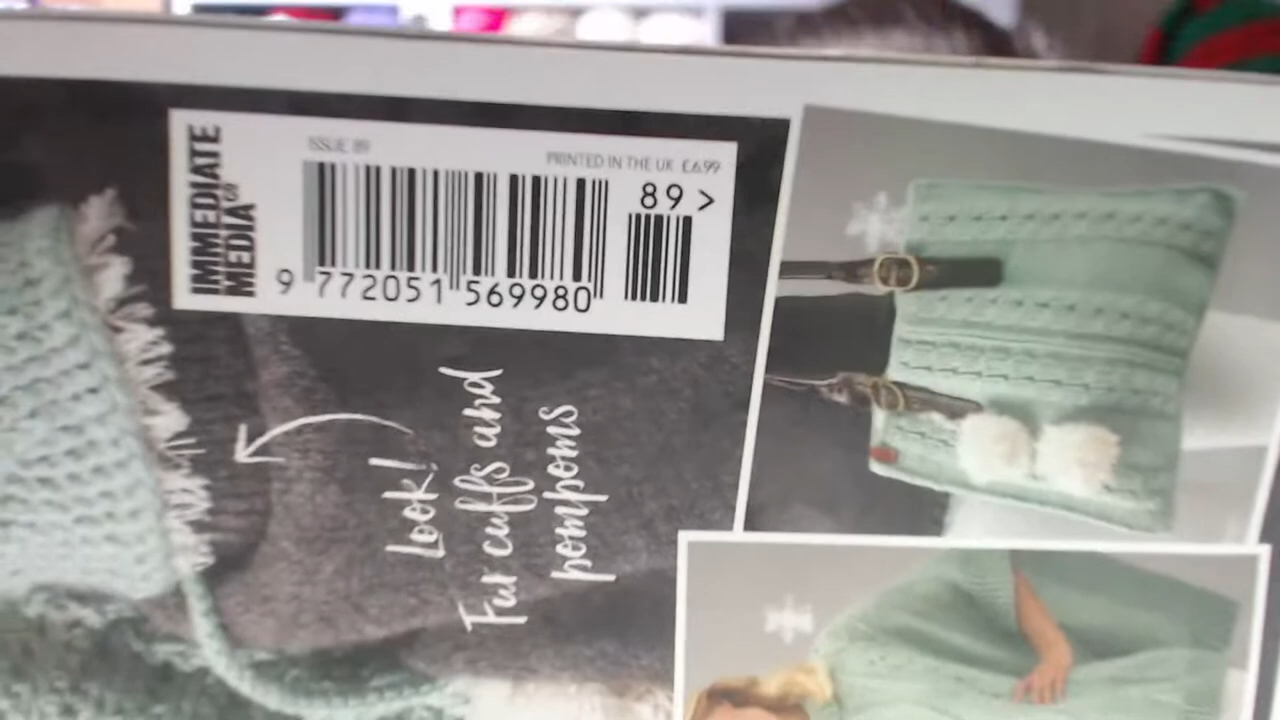 IMMEDIATE
MEDIA Co
ISSUE 89
PRINTED IN THE UK £6.99
89 >
9 772051 569980
Look!
Fur cuffs and
pompoms